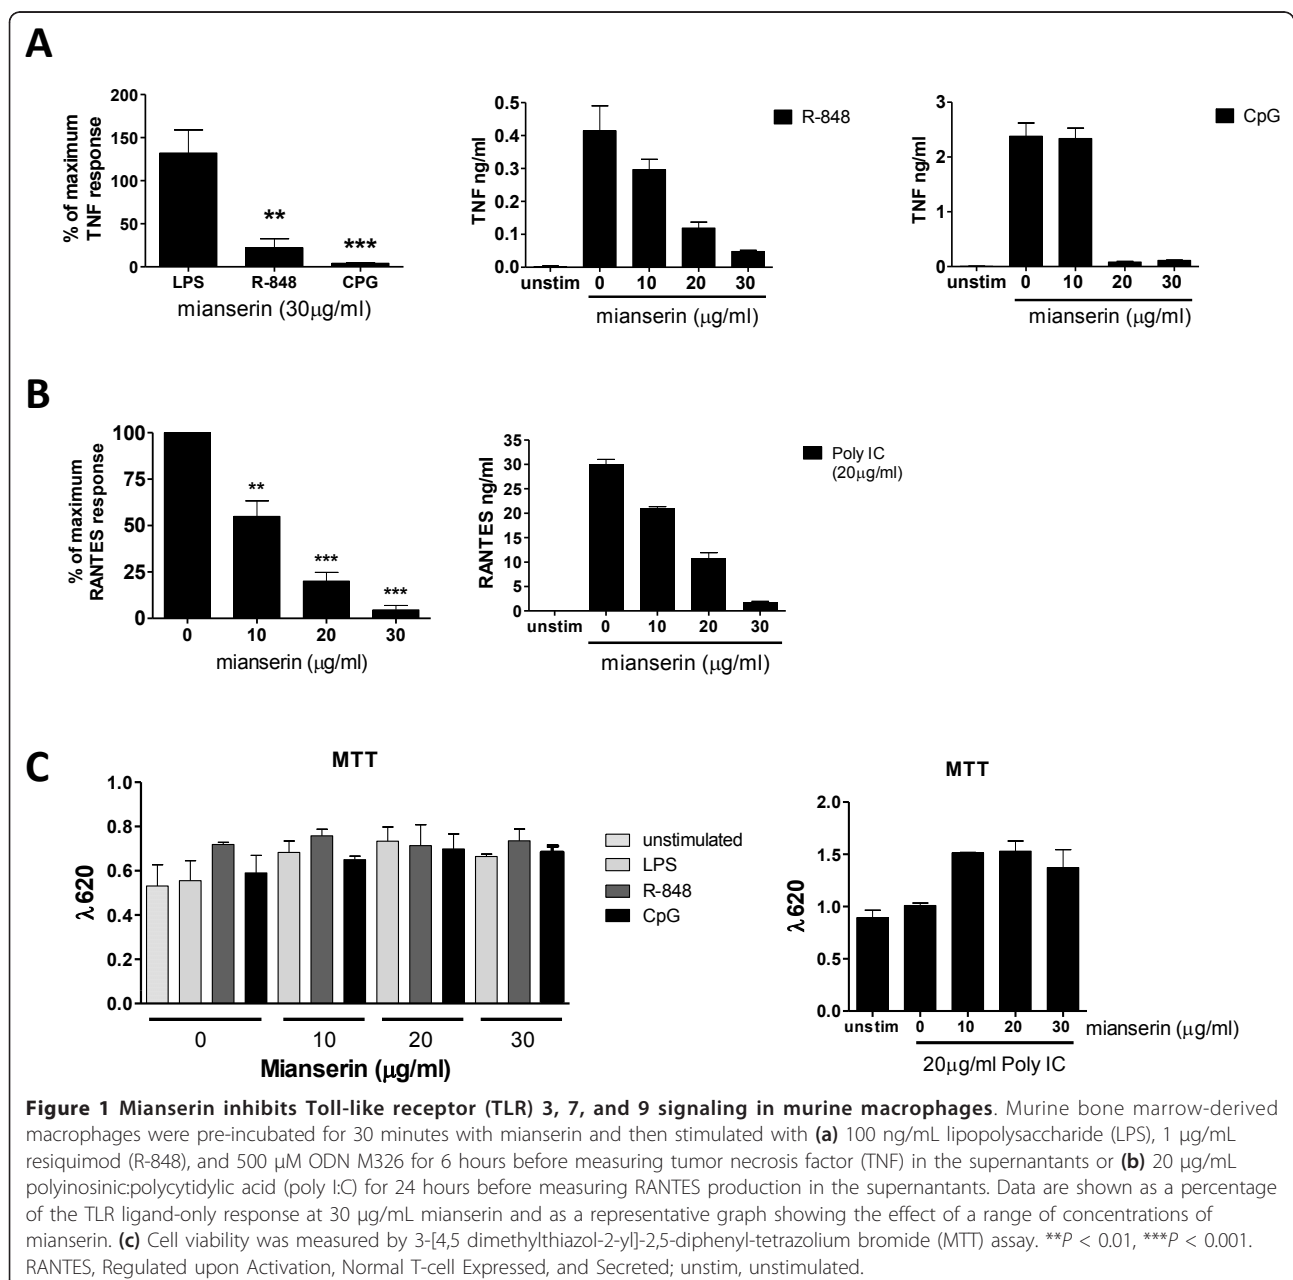 A
200
150
100
50
0
% of maximum
TNF response
**
***
LPS R-848 CPG
mianserin (30µg/ml)
0.5
0.4
0.3
0.2
0.1
0.0
TNF ng/ml
R-848
unstim 0 10 20 30
mianserin (µg/ml)
3
2
1
0
TNF ng/ml
CpG
unstim 0 10 20 30
mianserin (µg/ml)
B
100
75
50
25
0
% of maximum
RANTES response
**
***
***
0 10 20 30
mianserin (µg/ml)
35
30
25
20
15
10
5
0
RANTES ng/ml
Poly IC
(20µg/ml)
unstim 0 10 20 30
mianserin (µg/ml)
C
MTT
1.0
0.8
0.6
0.4
0.2
0.0
λ620
unstimulated
LPS
R-848
CpG
0 10 20 30
Mianserin (µg/ml)
MTT
2.0
1.5
1.0
0.5
0.0
λ620
unstim 0 10 20 30 mianserin (µg/ml)
20µg/ml Poly IC
Figure 1 Mianserin inhibits Toll-like receptor (TLR) 3, 7, and 9 signaling in murine macrophages. Murine bone marrow-derived
macrophages were pre-incubated for 30 minutes with mianserin and then stimulated with (a) 100 ng/mL lipopolysaccharide (LPS), 1 µg/mL
resiquimod (R-848), and 500 µM ODN M326 for 6 hours before measuring tumor necrosis factor (TNF) in the supernantants or (b) 20 µg/mL
polyinosinic:polycytidylic acid (poly I:C) for 24 hours before measuring RANTES production in the supernatants. Data are shown as a percentage
of the TLR ligand-only response at 30 µg/mL mianserin and as a representative graph showing the effect of a range of concentrations of
mianserin. (c) Cell viability was measured by 3-[4,5 dimethylthiazol-2-yl]-2,5-diphenyl-tetrazolium bromide (MTT) assay. **P < 0.01, ***P < 0.001.
RANTES, Regulated upon Activation, Normal T-cell Expressed, and Secreted; unstim, unstimulated.